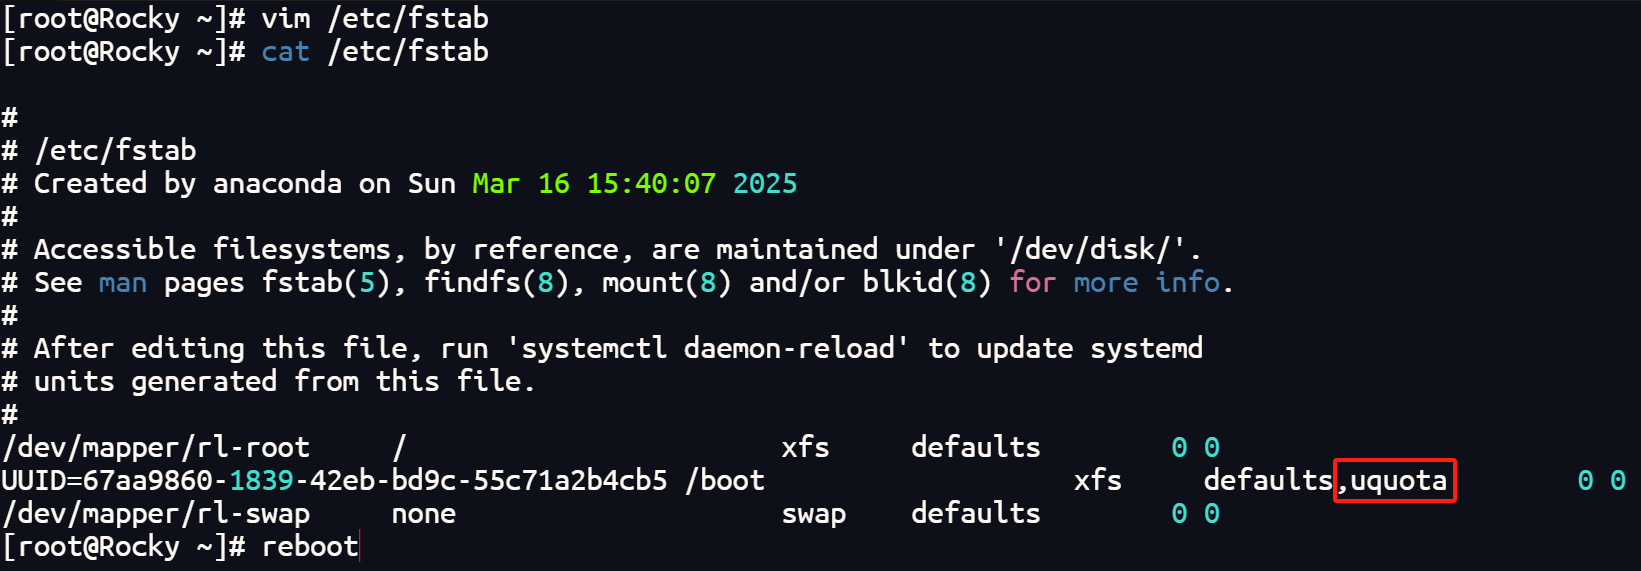 [root@Rocky ~]# vim /etc/fstab
[root@Rocky ~]# cat /etc/fstab
#
# /etc/fstab
# Created by anaconda on Sun Mar 16 15:40:07 2025
#
# Accessible filesystems, by reference, are maintained under '/dev/disk/'.
# See man pages fstab(5), findfs(8), mount(8) and/or blkid(8) for more info.
#
# After editing this file, run 'systemctl daemon-reload' to update systemd
# units generated from this file.
#
/dev/mapper/rl-root     /                       xfs     defaults        0 0
UUID=67aa9860-1839-42eb-bd9c-55c71a2b4cb5 /boot                   xfs     defaults,uquota        0 0
/dev/mapper/rl-swap     none                    swap    defaults        0 0
[root@Rocky ~]# reboot